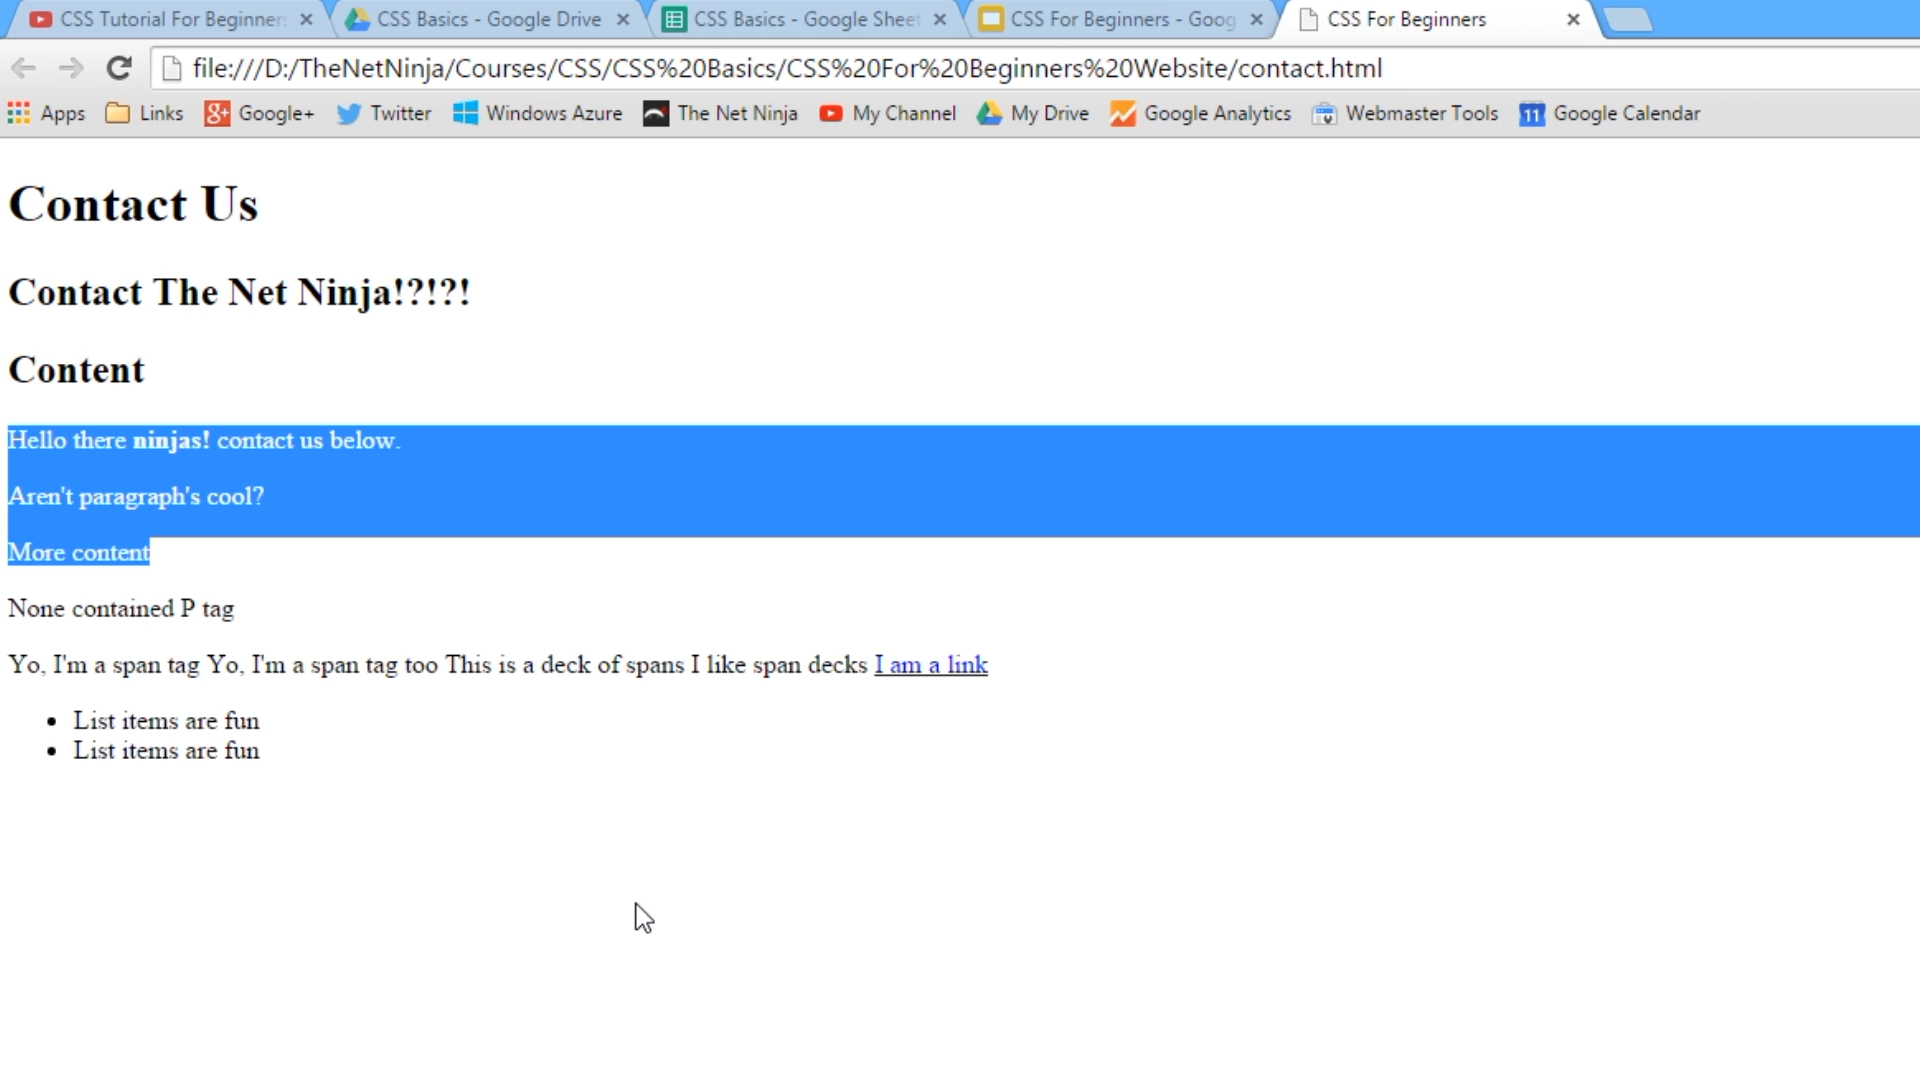 CSS Tutorial For Beginners CSS Basics - Google Drive CSS Basics - Google Sheet CSS For Beginners - Goog CSS For Beginners
file:///D:/TheNetNinja/Courses/CSS/CSS%20Basics/CSS%20For%20Beginners%20Website/contact.html
Apps Links Google+ Twitter Windows Azure The Net Ninja My Channel My Drive Google Analytics Webmaster Tools 11 Google Calendar
Contact Us
Contact The Net Ninja!?!?!
Content
Hello there ninjas! contact us below.
Aren't paragraph's cool?
More content
None contained P tag
Yo, I'm a span tag Yo, I'm a span tag too This is a deck of spans I like span decks I am a link
List items are fun
List items are fun